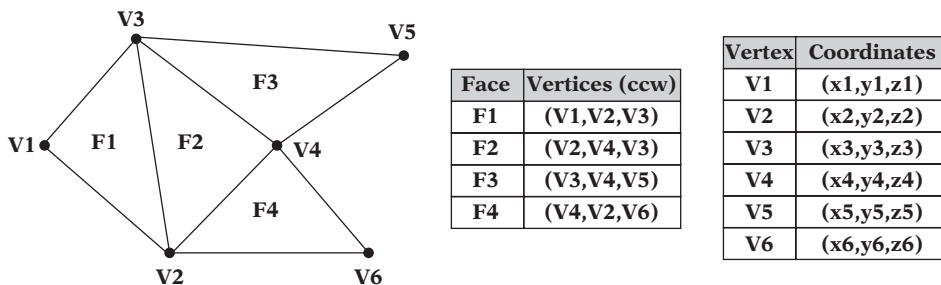 V3
V5
F3
V1
F1
F2
V4
F4
V2
V6
Face Vertices (ccw)
F1 (V1,V2,V3)
F2 (V2,V4,V3)
F3 (V3,V4,V5)
F4 (V4,V2,V6)
Vertex Coordinates
V1 (x1,y1,z1)
V2 (x2,y2,z2)
V3 (x3,y3,z3)
V4 (x4,y4,z4)
V5 (x5,y5,z5)
V6 (x6,y6,z6)